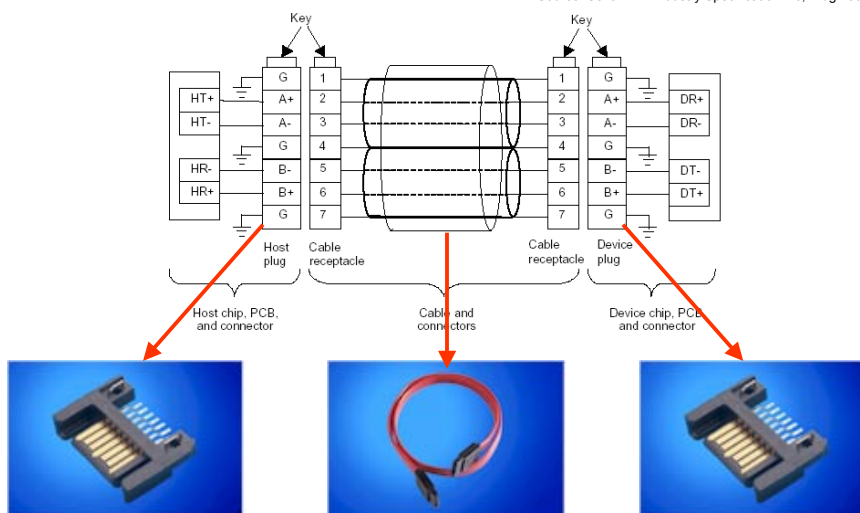 Key
Key
G 1 1 G
HT+ A+ 2 2 A+ DR+
HT- A- 3 3 A- DR-
G 4 4 G
HR- B- 5 5 B- DT-
HR+ B+ 6 6 B+ DT+
G 7 7 G
Host plug
Cable receptacle
Cable receptacle
Device plug
Host chip, PCB,
and connector
Cable and
connectors
Device chip, PCB
and connector